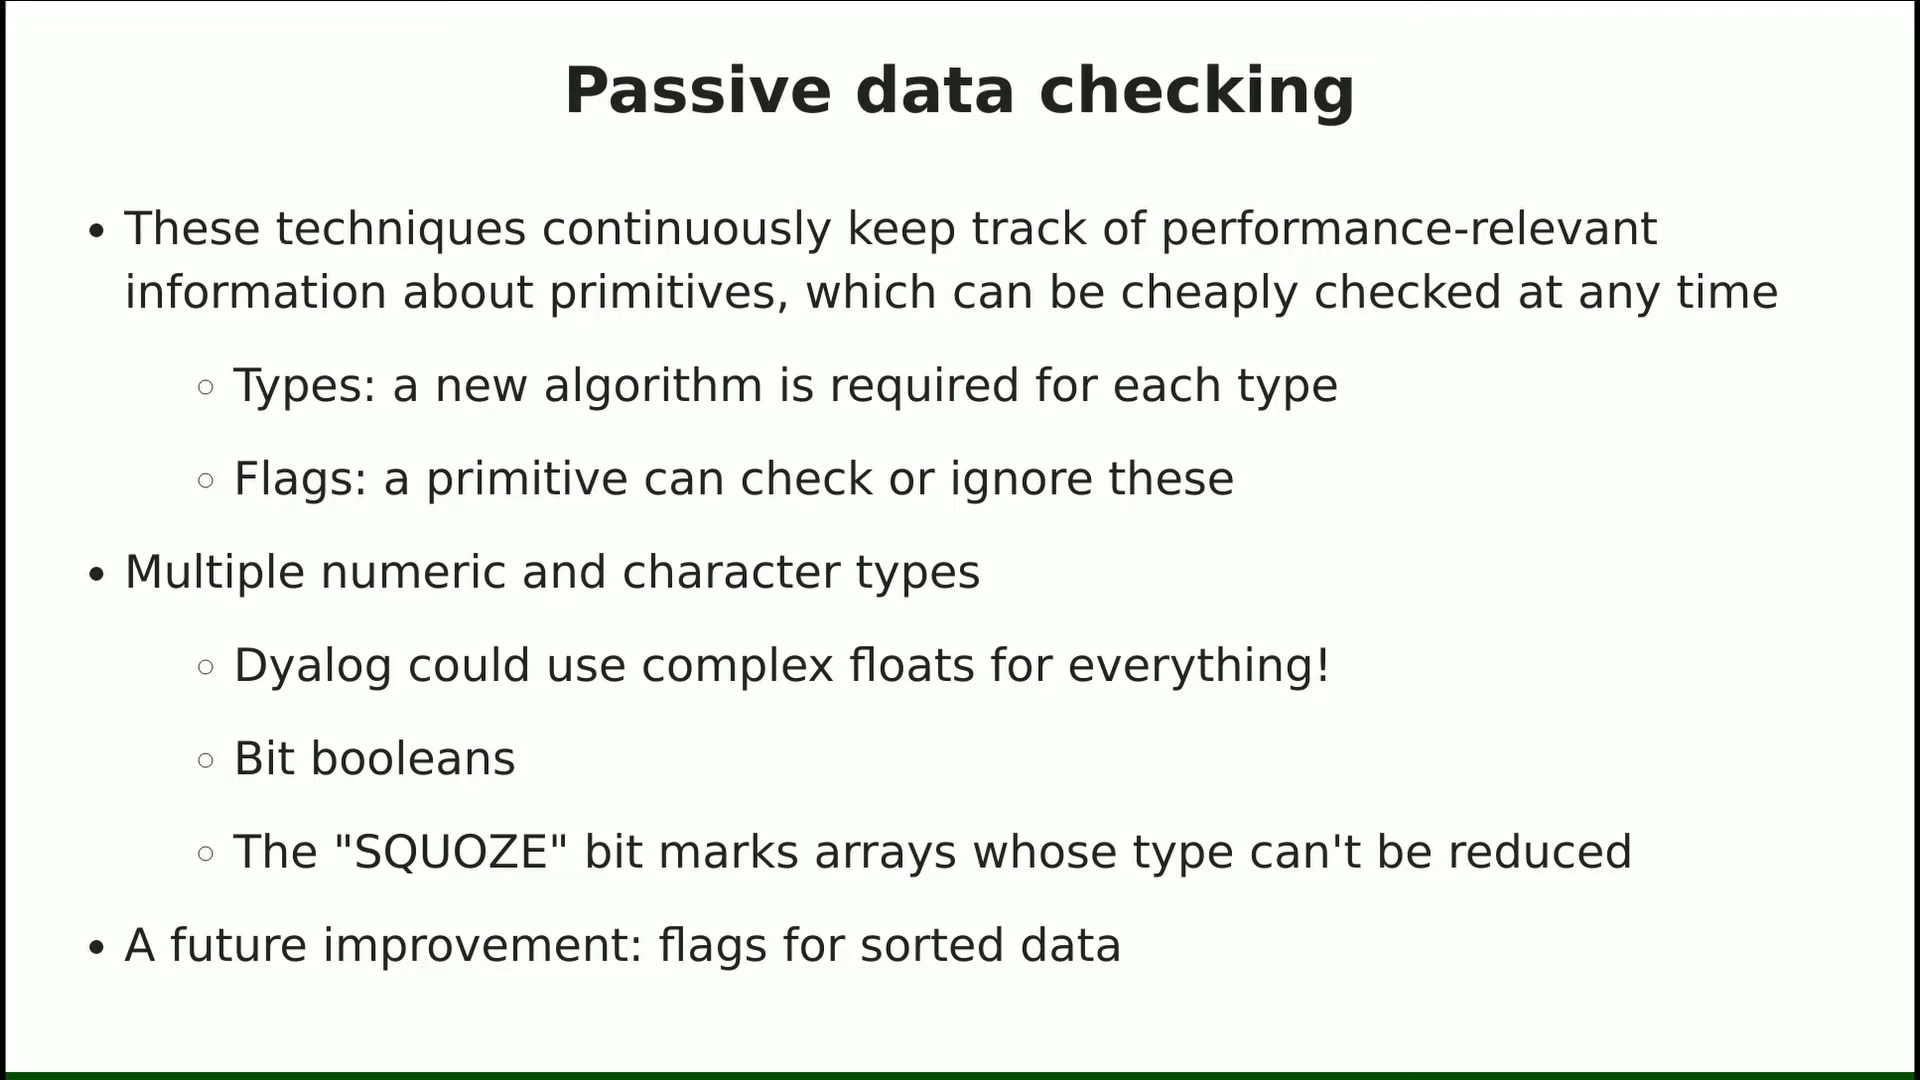 Passive data checking
• These techniques continuously keep track of performance-relevant
information about primitives, which can be cheaply checked at any time
◦ Types: a new algorithm is required for each type
◦ Flags: a primitive can check or ignore these
• Multiple numeric and character types
◦ Dyalog could use complex floats for everything!
◦ Bit booleans
◦ The "SQUOZE" bit marks arrays whose type can't be reduced
• A future improvement: flags for sorted data